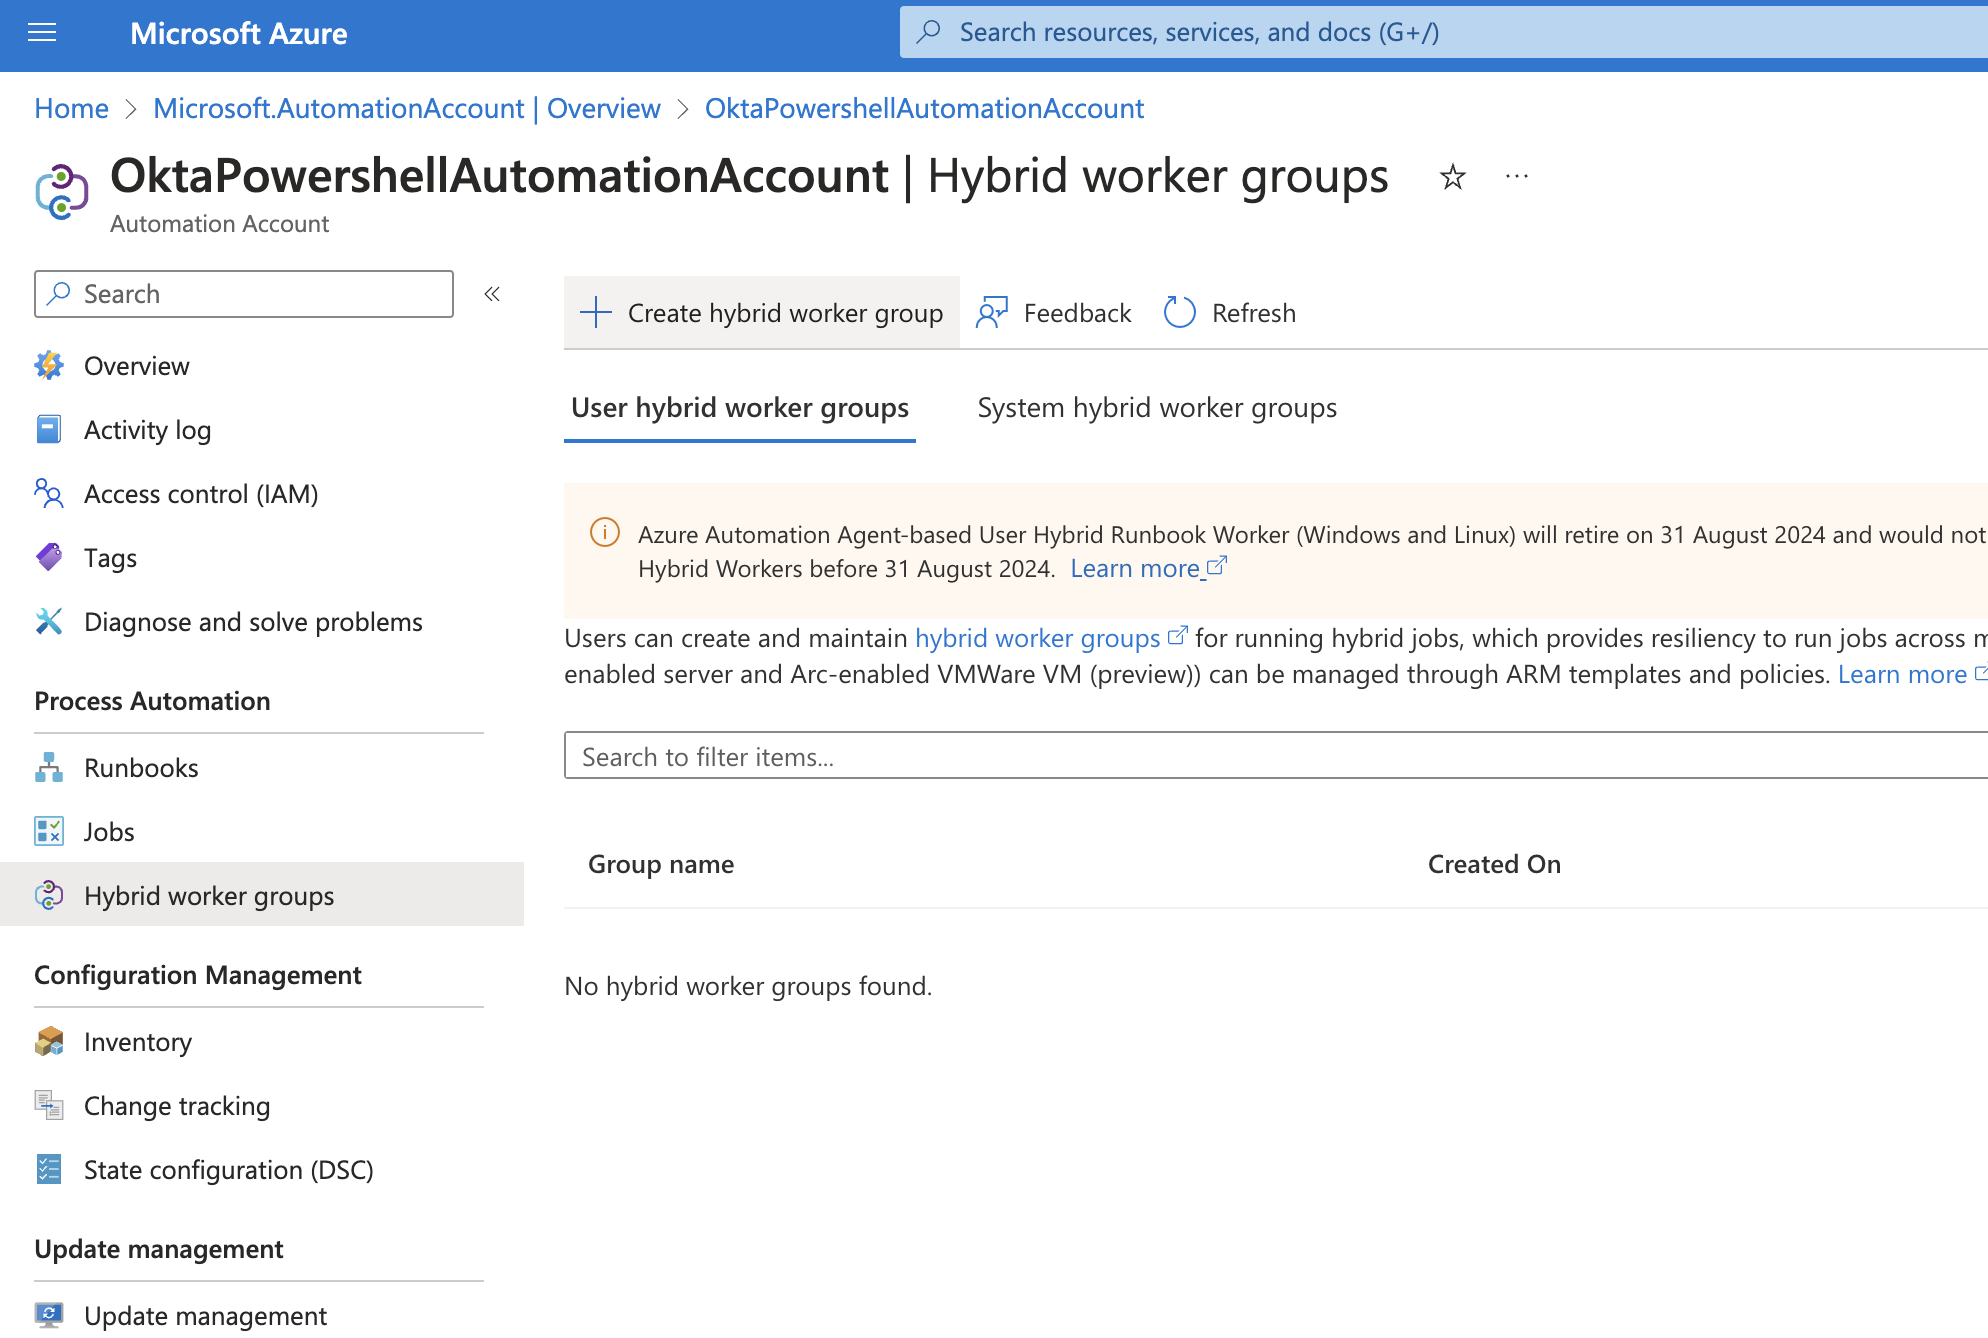 Microsoft Azure
Search resources, services, and docs (G+/)
Home > Microsoft.AutomationAccount | Overview > OktaPowershellAutomationAccount
OktaPowershellAutomationAccount | Hybrid worker groups
Automation Account
Search
Overview
Activity log
Access control (IAM)
Tags
Diagnose and solve problems
Process Automation
Runbooks
Jobs
Hybrid worker groups
Configuration Management
Inventory
Change tracking
State configuration (DSC)
Update management
Update management
Create hybrid worker group
Feedback
Refresh
User hybrid worker groups
System hybrid worker groups
Azure Automation Agent-based User Hybrid Runbook Worker (Windows and Linux) will retire on 31 August 2024 and would not
Hybrid Workers before 31 August 2024. Learn more
Users can create and maintain hybrid worker groups for running hybrid jobs, which provides resiliency to run jobs across
enabled server and Arc-enabled VMWare VM (preview)) can be managed through ARM templates and policies. Learn more
Search to filter items...
Group name
Created On
No hybrid worker groups found.